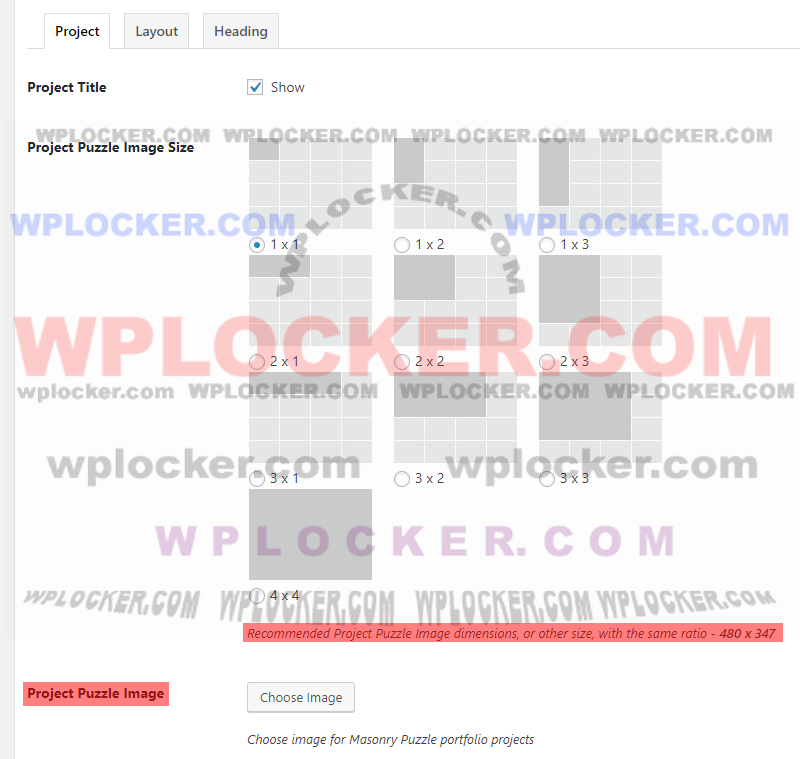 Project Layout Heading
Project Title Show
WPLOCKER.COM WPLOCKER.COM WPLOCKER.COM WPLOCKER.COM
Project Puzzle Image Size
WPLOCKER.COM
WPLOCKER.COM WPLOCKER.COM
1 x 1 1 x 2 1 x 3
WPLOCKER.COM
2 x 1 2 x 2 2 x 3
wplocker.com WPLOCKER.COM WPLOCKER.COM WPLOCKER.COM
wplocker.com wplocker.com
3 x 1 3 x 2 3 x 3
WPLOCKER.COM
4 x 4
WPLOCKER.COM WPLOCKER.COM WPLOCKER.COM WPLOCKER.COM
Recommended Project Puzzle Image dimensions, or other size, with the same ratio - 480 x 347
Project Puzzle Image Choose Image
Choose image for Masonry Puzzle portfolio projects